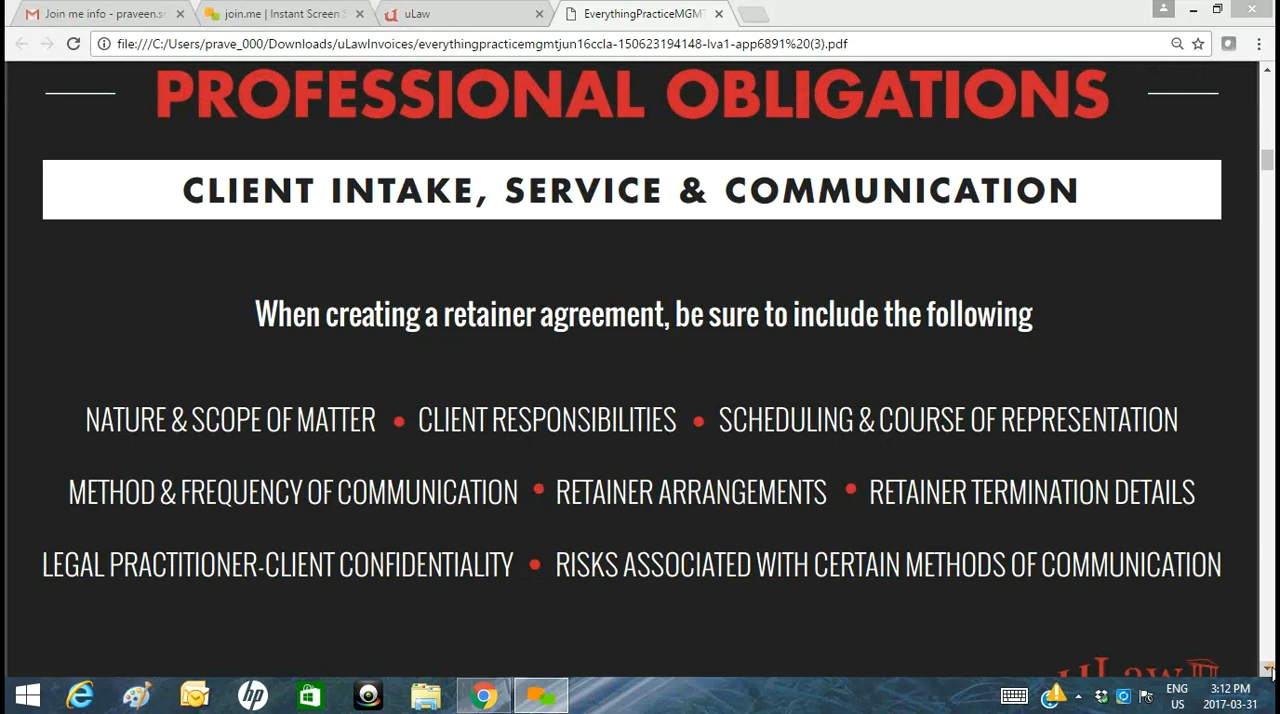 Join me info - praveen.s
join.me | Instant Screen S
uLaw
EverythingPracticeMGMT
file:///C:/Users/prave_000/Downloads/uLawInvoices/everythingpracticemgmtjun16ccla-150623194148-lva1-app6891%20(3).pdf
PROFESSIONAL OBLIGATIONS
CLIENT INTAKE, SERVICE & COMMUNICATION
When creating a retainer agreement, be sure to include the following
NATURE & SCOPE OF MATTER • CLIENT RESPONSIBILITIES • SCHEDULING & COURSE OF REPRESENTATION
METHOD & FREQUENCY OF COMMUNICATION • RETAINER ARRANGEMENTS • RETAINER TERMINATION DETAILS
LEGAL PRACTITIONER-CLIENT CONFIDENTIALITY • RISKS ASSOCIATED WITH CERTAIN METHODS OF COMMUNICATION
uLaw
hp
ENG
US
3:12 PM
2017-03-31